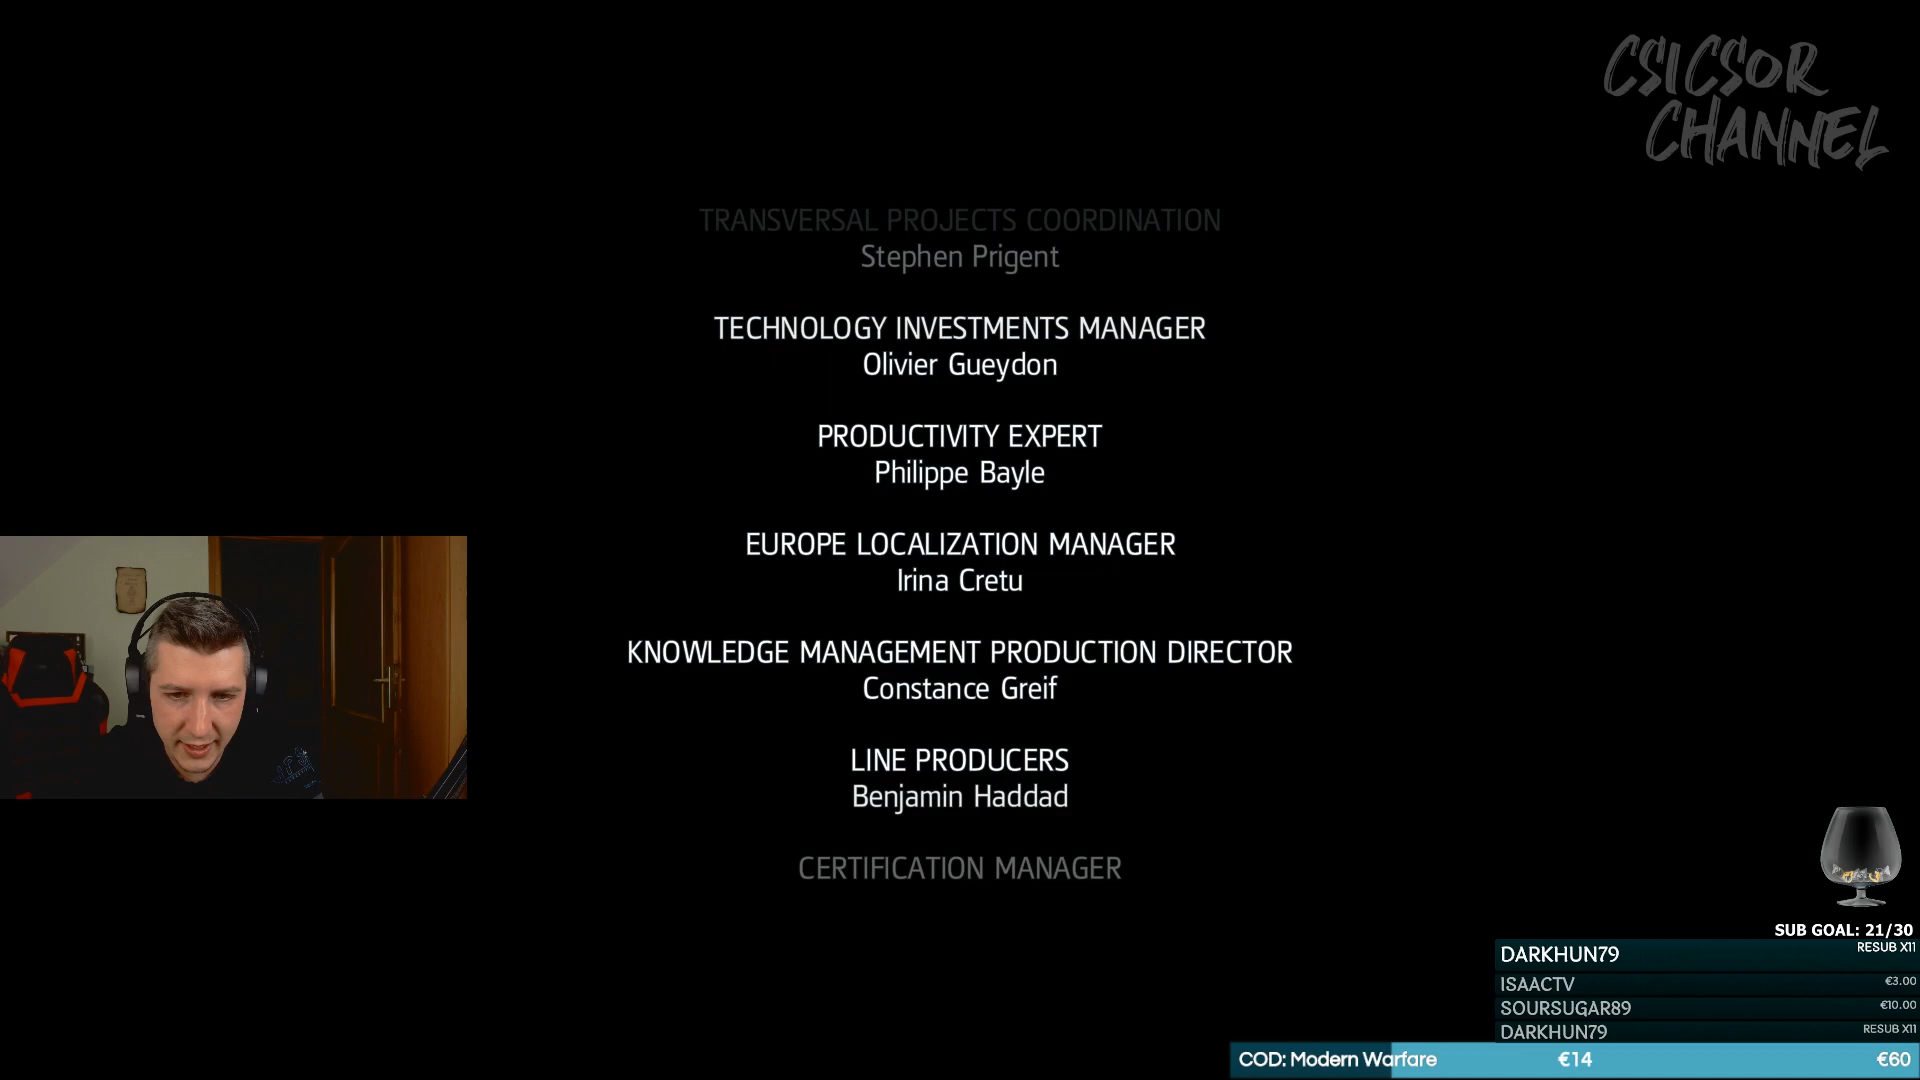 CSICSOR
CHANNEL
TRANSVERSAL PROJECTS COORDINATION
Stephen Prigent
TECHNOLOGY INVESTMENTS MANAGER
Olivier Gueydon
PRODUCTIVITY EXPERT
Philippe Bayle
EUROPE LOCALIZATION MANAGER
Irina Cretu
KNOWLEDGE MANAGEMENT PRODUCTION DIRECTOR
Constance Greif
LINE PRODUCERS
Benjamin Haddad
CERTIFICATION MANAGER
SUB GOAL: 21/30
DARKHUN79 RESUB X11
ISAACTV €3.00
SOURSUGAR89 €10.00
DARKHUN79 RESUB X11
COD: Modern Warfare €14 €60